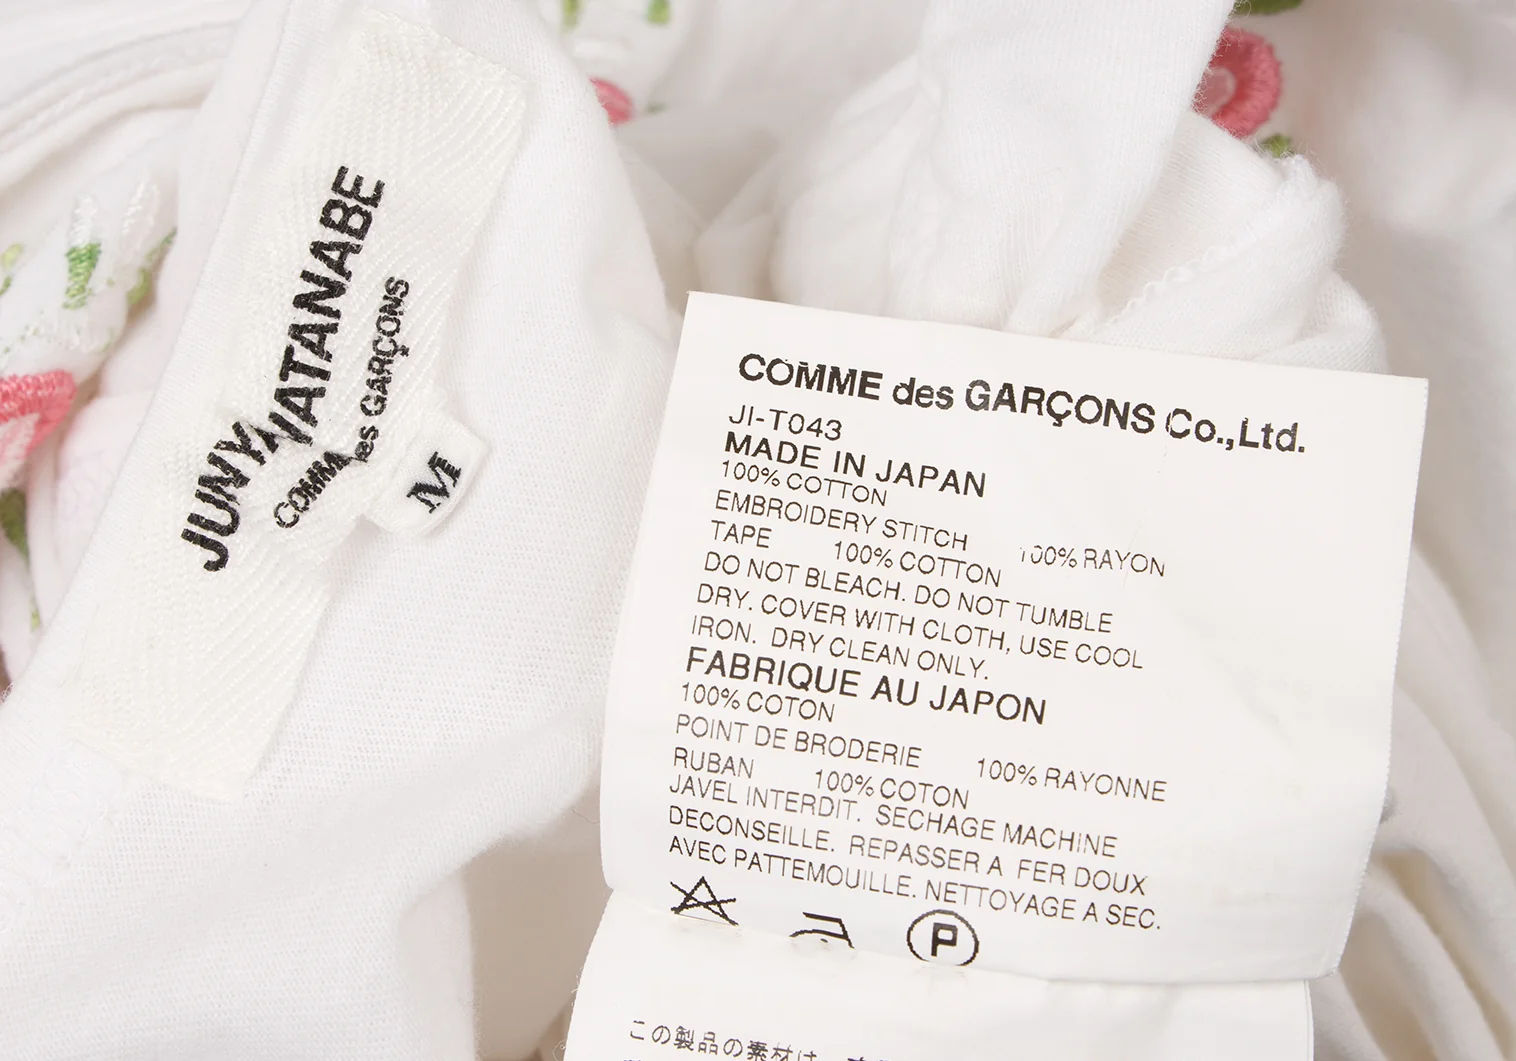 JUNYA WATANABE
COMME des GARÇONS
M
COMME des GARÇONS Co.,Ltd.
JI-T043
MADE IN JAPAN
100% COTTON
EMBROIDERY STITCH 100% RAYON
TAPE 100% COTTON
DO NOT BLEACH. DO NOT TUMBLE
DRY. COVER WITH CLOTH, USE COOL
IRON. DRY CLEAN ONLY.
FABRIQUE AU JAPON
100% COTON
POINT DE BRODERIE 100% RAYONNE
RUBAN 100% COTON
JAVEL INTERDIT. SECHAGE MACHINE
DECONSEILLE. REPASSER A FER DOUX
AVEC PATTEMOUILLE. NETTOYAGE A SEC.
P
この製品の素材は、